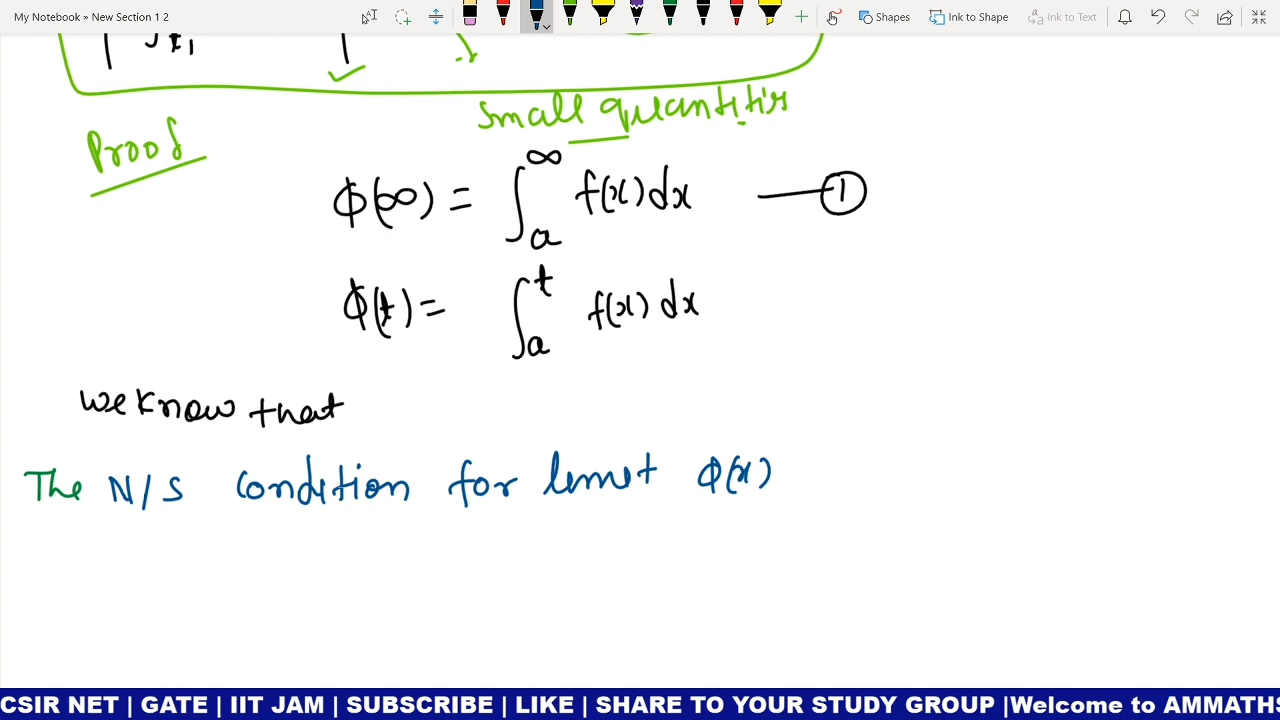 My Notebook » New Section 1 2
Shapes Ink to Shape Ink to Text
∫t₁
small quantities
Proof
ϕ(∞) = ∫ₐ^∞ f(x)dx —— ①
ϕ(t) = ∫ₐᵗ f(x) dx
we know that
The N/S condition for limit ϕ(x)
CSIR NET | GATE | IIT JAM | SUBSCRIBE | LIKE | SHARE TO YOUR STUDY GROUP |Welcome to AMMATHS